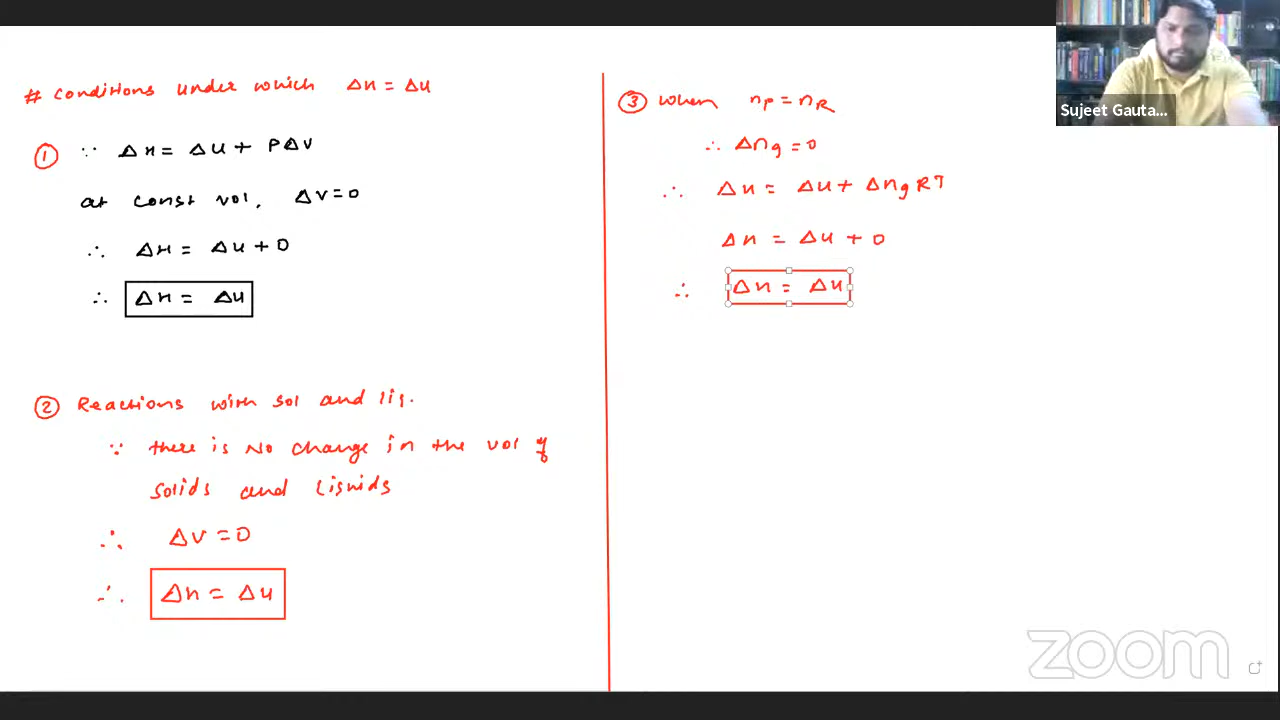 # Conditions under which ΔH = ΔU
① ∵ ΔH = ΔU + PΔV
at const vol, ΔV=0
∴ ΔH = ΔU + 0
∴ ΔH = ΔU
② Reactions with sol and liq.
∵ there is No change in the vol of
solids and Liquids
∴ ΔV = 0
∴ ΔH = ΔU
③ when nP = nR
∴ Δng = 0
∴ ΔH = ΔU + Δng RT
ΔH = ΔU + 0
∴ ΔH = ΔU
Sujeet Gauta...
zoom